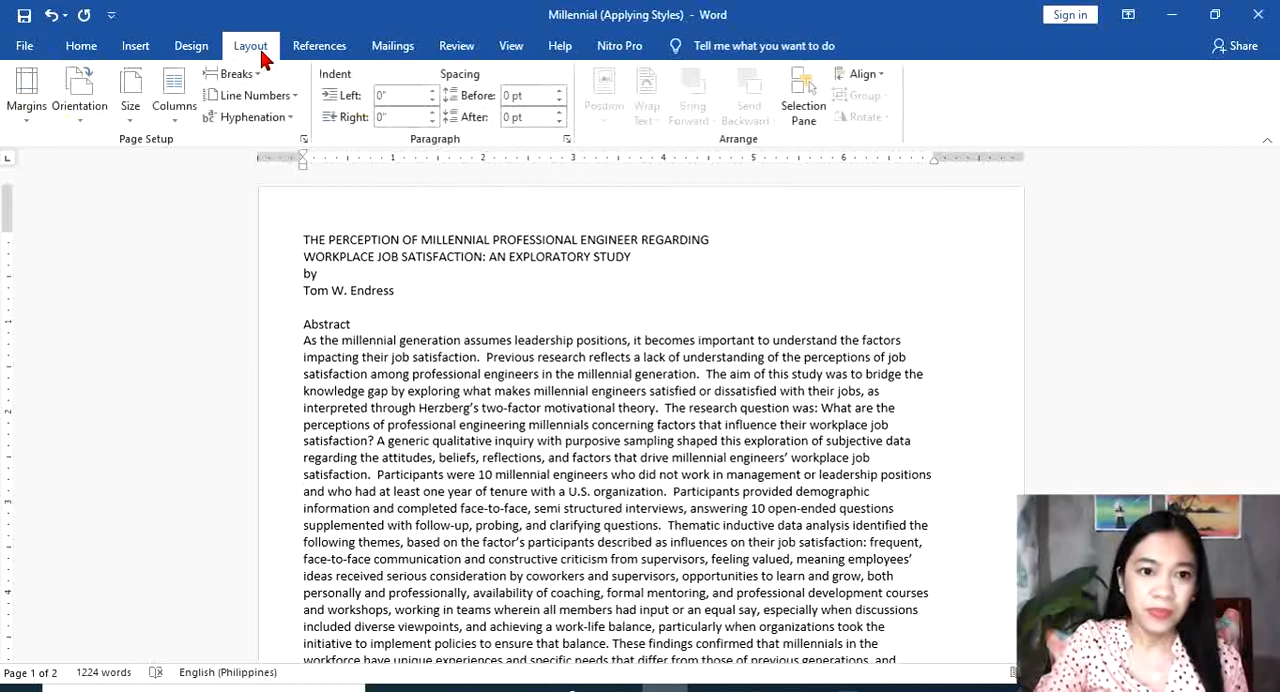 Millennial (Applying Styles) - Word
Sign in
File Home Insert Design Layout References Mailings Review View Help Nitro Pro Tell me what you want to do Share
Margins Orientation Size Columns
Breaks
Line Numbers
Hyphenation
Page Setup
Indent Spacing
Left: 0" Before: 0 pt
Right: 0" After: 0 pt
Paragraph
Position Wrap Text Bring Forward Send Backward Selection Pane
Align
Group
Rotate
Arrange
1 2 3 4 5 6
THE PERCEPTION OF MILLENNIAL PROFESSIONAL ENGINEER REGARDING
WORKPLACE JOB SATISFACTION: AN EXPLORATORY STUDY
by
Tom W. Endress
Abstract
As the millennial generation assumes leadership positions, it becomes important to understand the factors
impacting their job satisfaction.  Previous research reflects a lack of understanding of the perceptions of job
satisfaction among professional engineers in the millennial generation.  The aim of this study was to bridge the
knowledge gap by exploring what makes millennial engineers satisfied or dissatisfied with their jobs, as
interpreted through Herzberg’s two-factor motivational theory.  The research question was: What are the
perceptions of professional engineering millennials concerning factors that influence their workplace job
satisfaction? A generic qualitative inquiry with purposive sampling shaped this exploration of subjective data
regarding the attitudes, beliefs, reflections, and factors that drive millennial engineers’ workplace job
satisfaction.  Participants were 10 millennial engineers who did not work in management or leadership positions
and who had at least one year of tenure with a U.S. organization.  Participants provided demographic
information and completed face-to-face, semi structured interviews, answering 10 open-ended questions
supplemented with follow-up, probing, and clarifying questions.  Thematic inductive data analysis identified the
following themes, based on the factor’s participants described as influences on their job satisfaction: frequent,
face-to-face communication and constructive criticism from supervisors, feeling valued, meaning employees’
ideas received serious consideration by coworkers and supervisors, opportunities to learn and grow, both
personally and professionally, availability of coaching, formal mentoring, and professional development courses
and workshops, working in teams wherein all members had input or an equal say, especially when discussions
included diverse viewpoints, and achieving a work-life balance, particularly when organizations took the
initiative to implement policies to ensure that balance. These findings confirmed that millennials in the
workforce have unique experiences and specific needs that differ from those of previous generations, and
Page 1 of 2 1224 words English (Philippines)